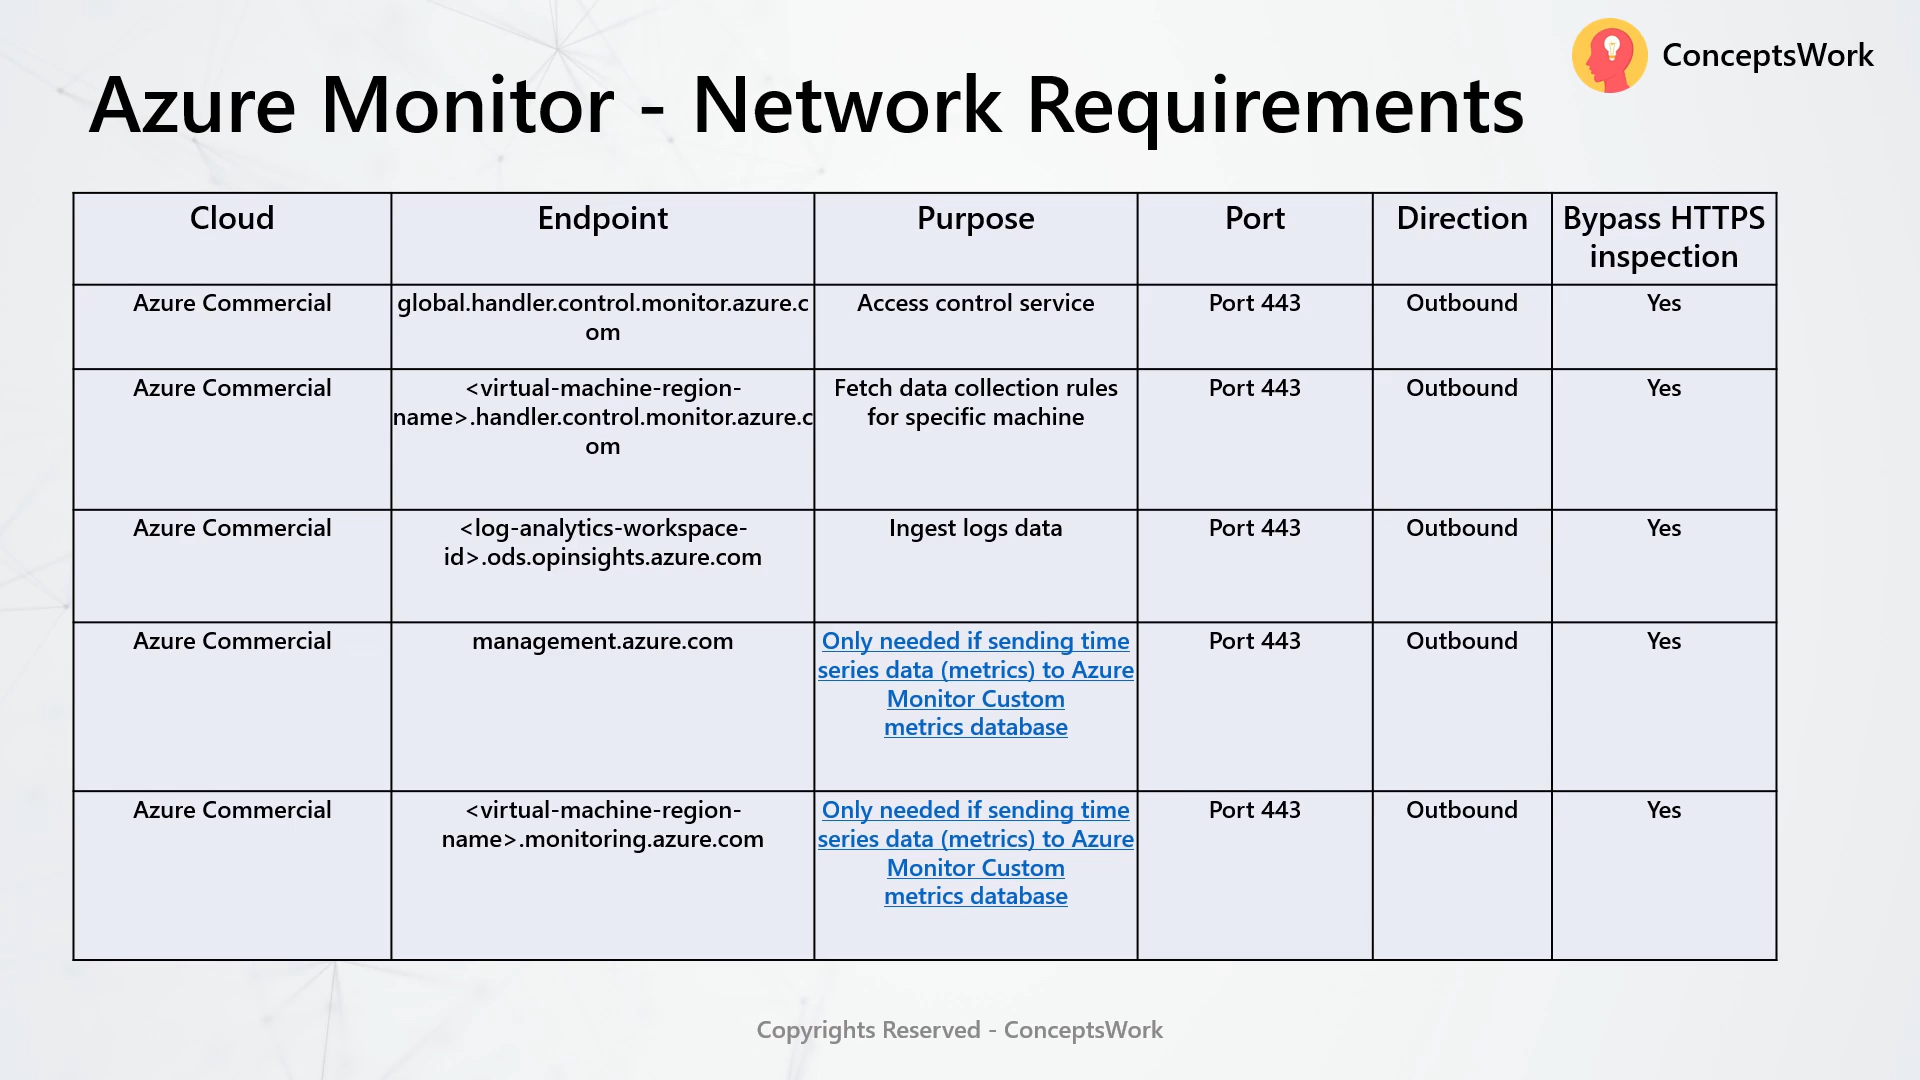 ConceptsWork
Azure Monitor - Network Requirements
Cloud
Endpoint
Purpose
Port
Direction
Bypass HTTPS
inspection
Azure Commercial
global.handler.control.monitor.azure.c
om
Access control service
Port 443
Outbound
Yes
Azure Commercial
<virtual-machine-region-
name>.handler.control.monitor.azure.c
om
Fetch data collection rules
for specific machine
Port 443
Outbound
Yes
Azure Commercial
<log-analytics-workspace-
id>.ods.opinsights.azure.com
Ingest logs data
Port 443
Outbound
Yes
Azure Commercial
management.azure.com
Only needed if sending time
series data (metrics) to Azure
Monitor Custom
metrics database
Port 443
Outbound
Yes
Azure Commercial
<virtual-machine-region-
name>.monitoring.azure.com
Only needed if sending time
series data (metrics) to Azure
Monitor Custom
metrics database
Port 443
Outbound
Yes
Copyrights Reserved - ConceptsWork